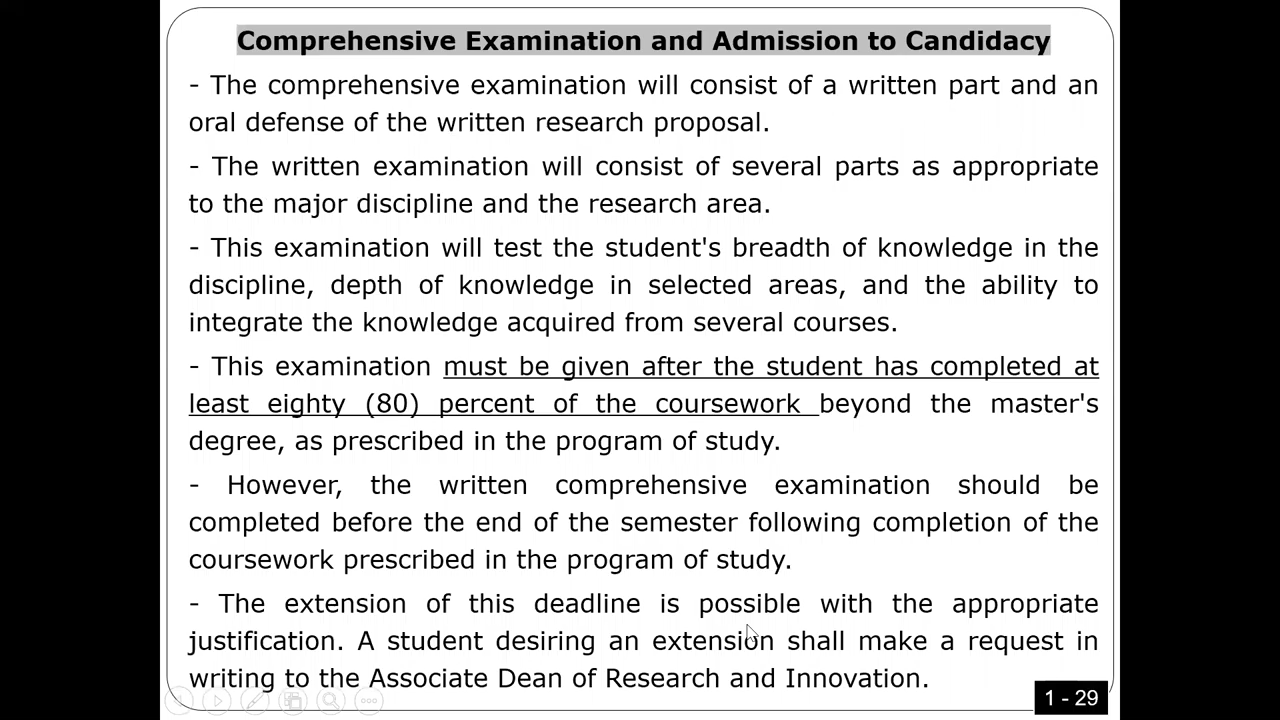 Comprehensive Examination and Admission to Candidacy
- The comprehensive examination will consist of a written part and an
oral defense of the written research proposal.
- The written examination will consist of several parts as appropriate
to the major discipline and the research area.
- This examination will test the student's breadth of knowledge in the
discipline, depth of knowledge in selected areas, and the ability to
integrate the knowledge acquired from several courses.
- This examination must be given after the student has completed at
least eighty (80) percent of the coursework beyond the master's
degree, as prescribed in the program of study.
- However, the written comprehensive examination should be
completed before the end of the semester following completion of the
coursework prescribed in the program of study.
- The extension of this deadline is possible with the appropriate
justification. A student desiring an extension shall make a request in
writing to the Associate Dean of Research and Innovation.
1 - 29